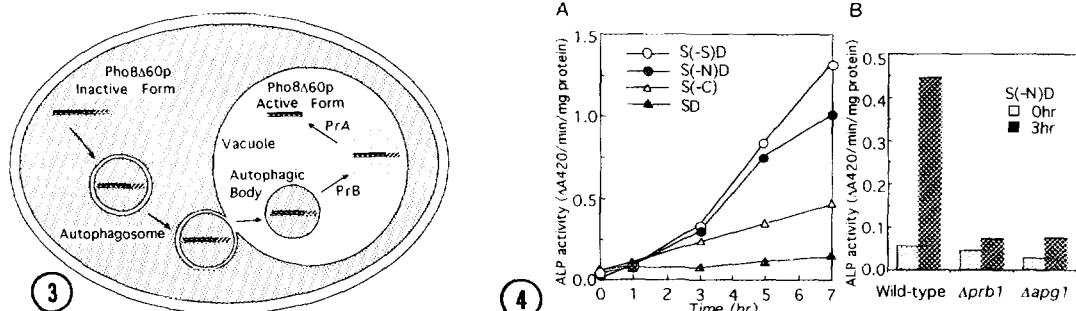 Pho8Δ60p
Inactive Form
Pho8Δ60p
Active Form
PrA
Vacuole
Autophagic
Body
PrB
Autophagosome
3
A
ALP activity (ΔA420/min/mg protein)
1.5
1.0
0.5
0.0
S(-S)D
S(-N)D
S(-C)
SD
0 1 3 5 7
Time (hr)
4
B
ALP activity (ΔA420/min/mg protein)
0.5
0.4
0.3
0.2
0.1
0.0
S(-N)D
0hr
3hr
Wild-type Δprb1 Δapg1